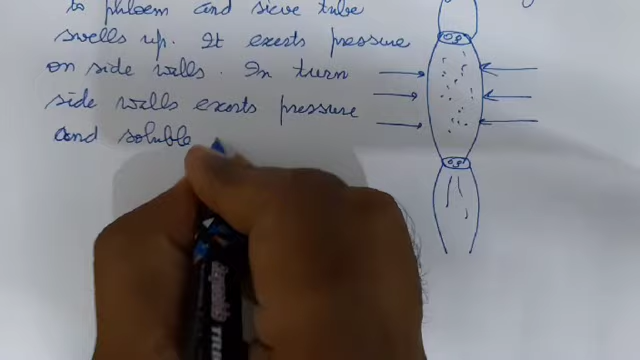 to phloem and sieve tube
swells up. It exerts pressure
on side walls. In turn
side walls exerts pressure
and soluble